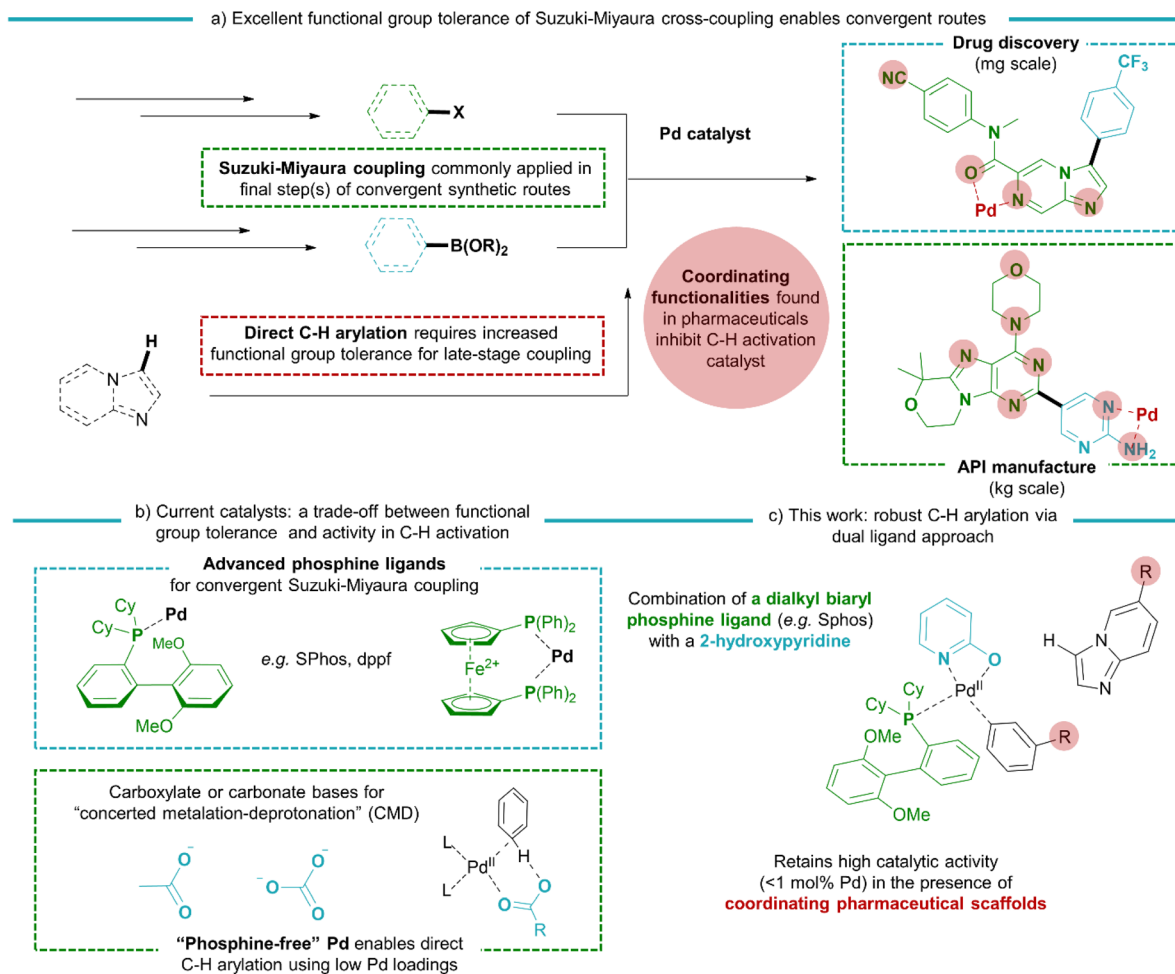 a) Excellent functional group tolerance of Suzuki-Miyaura cross-coupling enables convergent routes
X
Suzuki-Miyaura coupling commonly applied in
final step(s) of convergent synthetic routes
B(OR)2
Direct C-H arylation requires increased
functional group tolerance for late-stage coupling
H
N
N
Pd catalyst
Coordinating
functionalities found
in pharmaceuticals
inhibit C-H activation
catalyst
Drug discovery
(mg scale)
NC
CF3
N
O
N
Pd
N
N
O
N
N
N
N
N
O
N
Pd
N
NH2
API manufacture
(kg scale)
b) Current catalysts: a trade-off between functional
group tolerance and activity in C-H activation
Advanced phosphine ligands
for convergent Suzuki-Miyaura coupling
Cy
Pd
Cy
P
MeO
MeO
e.g. SPhos, dppf
P(Ph)2
Fe2+
Pd
P(Ph)2
Carboxylate or carbonate bases for
“concerted metalation-deprotonation” (CMD)
O-
O
-O
O-
O
L
H
PdII
L
O
O
R
“Phosphine-free” Pd enables direct
C-H arylation using low Pd loadings
c) This work: robust C-H arylation via
dual ligand approach
Combination of a dialkyl biaryl
phosphine ligand (e.g. Sphos)
with a 2-hydroxypyridine
R
H
N
N
N
O
PdII
Cy
Cy
P
OMe
R
OMe
Retains high catalytic activity
(<1 mol% Pd) in the presence of
coordinating pharmaceutical scaffolds